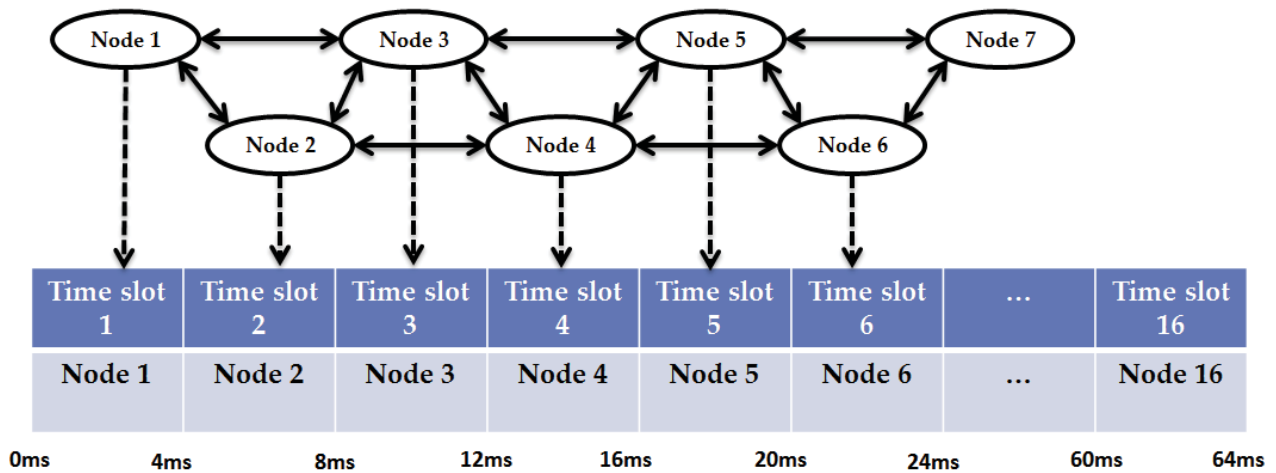 Node 1
Node 3
Node 5
Node 7
Node 2
Node 4
Node 6
Time slot 1
Time slot 2
Time slot 3
Time slot 4
Time slot 5
Time slot 6
...
Time slot 16
Node 1
Node 2
Node 3
Node 4
Node 5
Node 6
...
Node 16
0ms
4ms
8ms
12ms
16ms
20ms
24ms
60ms
64ms